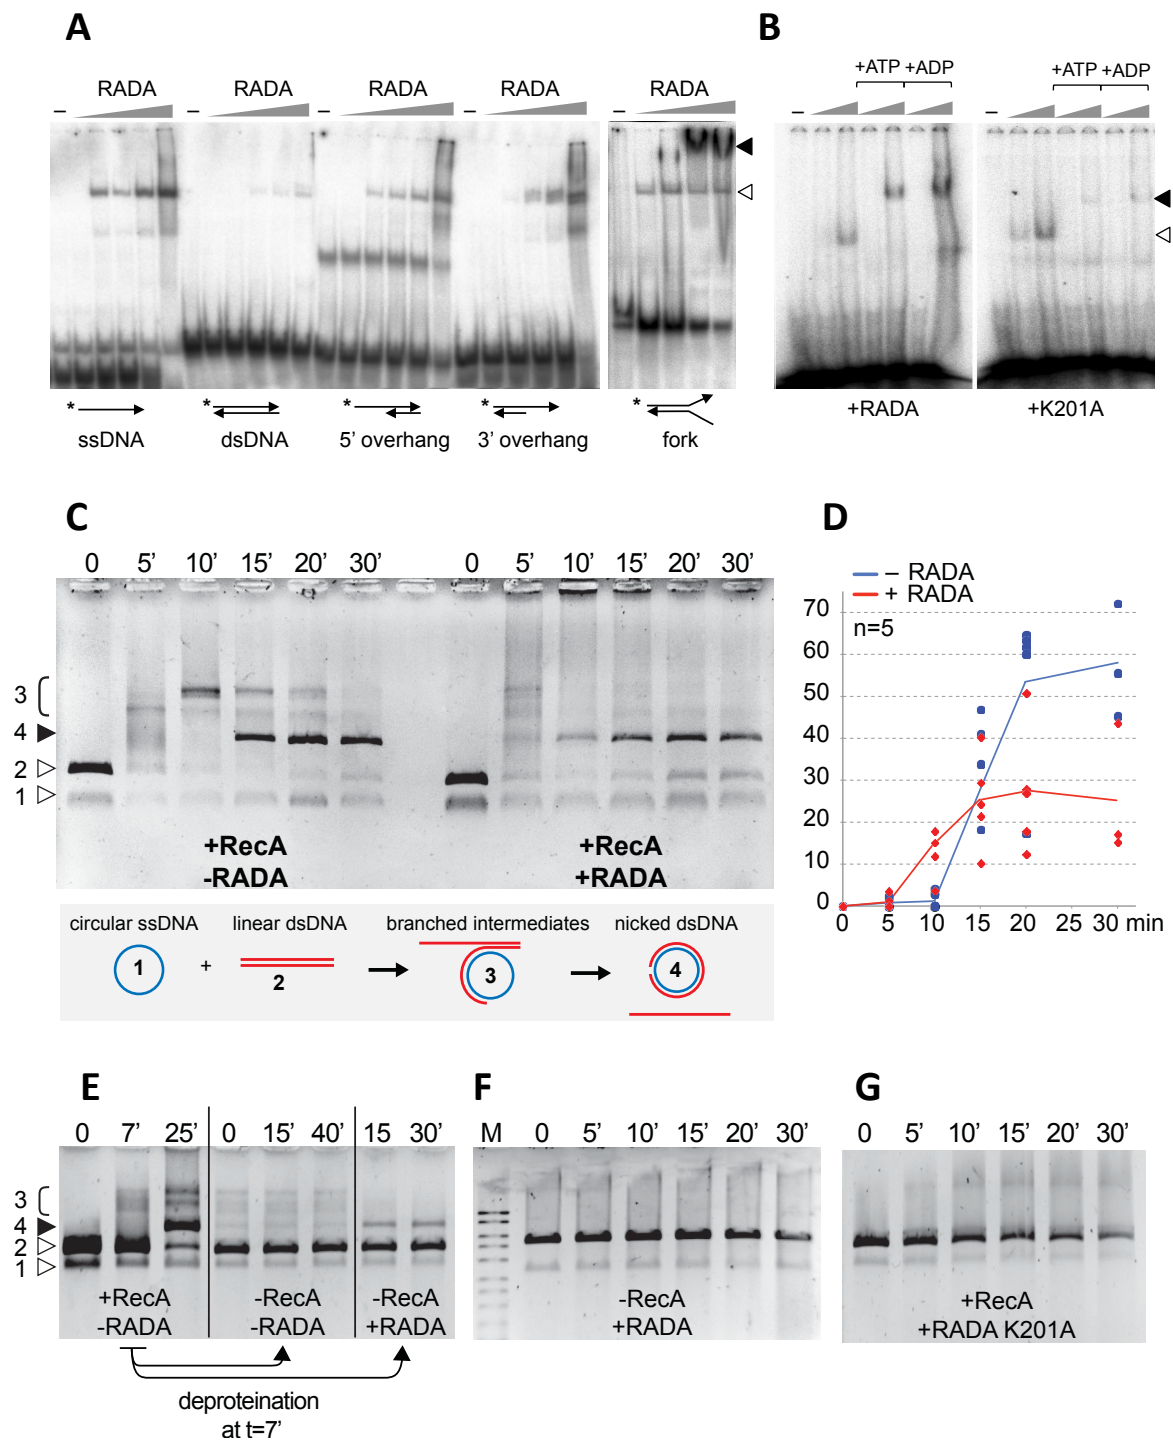 A
B
RADA RADA RADA RADA RADA
– – – – –
+ATP +ADP +ATP +ADP
– –
* * * * *
ssDNA dsDNA 5' overhang 3' overhang fork
+RADA +K201A
C
D
0 5' 10' 15' 20' 30' 0 5' 10' 15' 20' 30'
3
4
2
1
+RecA +RecA
-RADA +RADA
– RADA
+ RADA
n=5
70
60
50
40
30
20
10
0
0 5 10 15 20 25 30 min
circular ssDNA linear dsDNA branched intermediates nicked dsDNA
1 + 2 3 4
E
F
G
0 7' 25' 0 15' 40' 15 30'
M 0 5' 10' 15' 20' 30'
0 5' 10' 15' 20' 30'
3
4
2
1
+RecA -RecA -RecA
-RADA -RADA +RADA
-RecA
+RADA
+RecA
+RADA K201A
deproteination
at t=7'